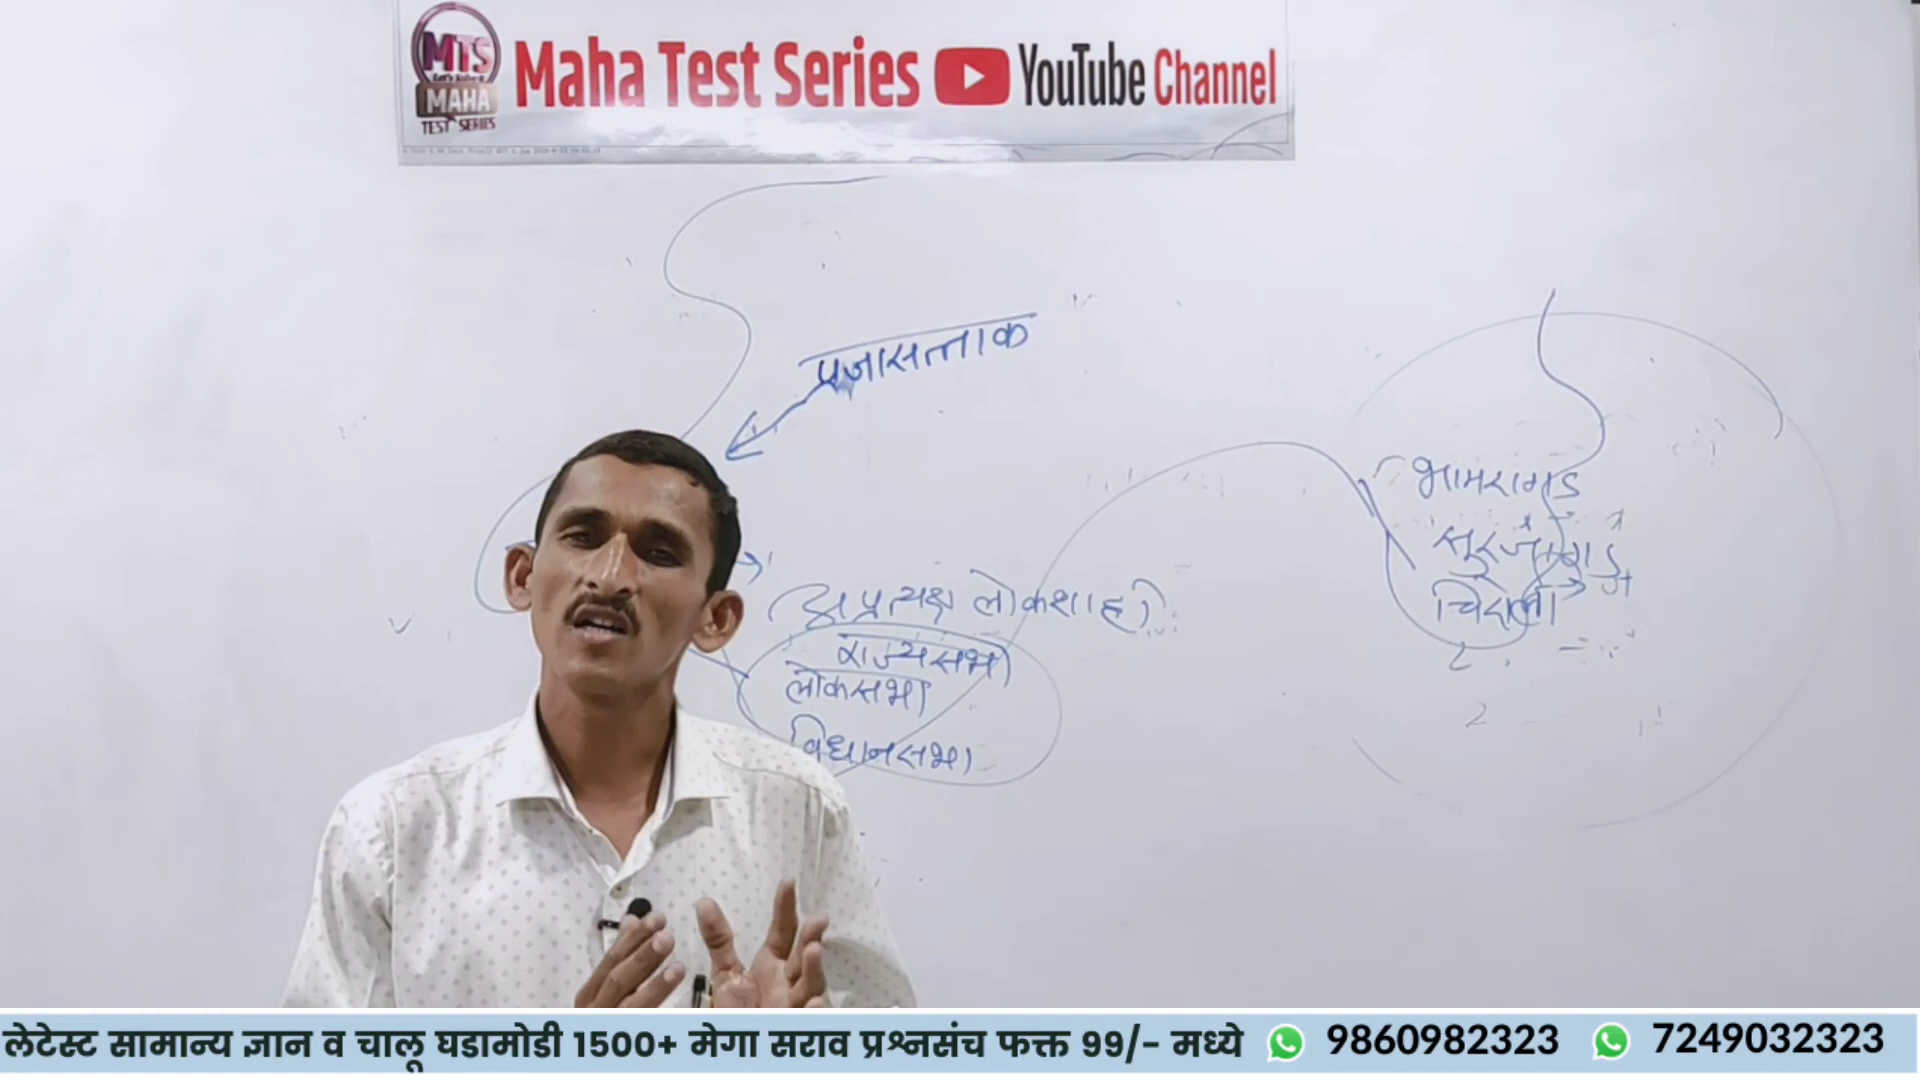 MTS
MAHA
TEST SERIES
Maha Test Series YouTube Channel
प्रजासत्ताक
अप्रत्यक्ष लोकशाही
राज्यसभा
लोकसभा
विधानसभा
भामरागड
सुरजागड
लेटेस्ट सामान्य ज्ञान व चालू घडामोडी 1500+ मेगा सराव प्रश्नसंच फक्त 99/- मध्ये 9860982323 7249032323